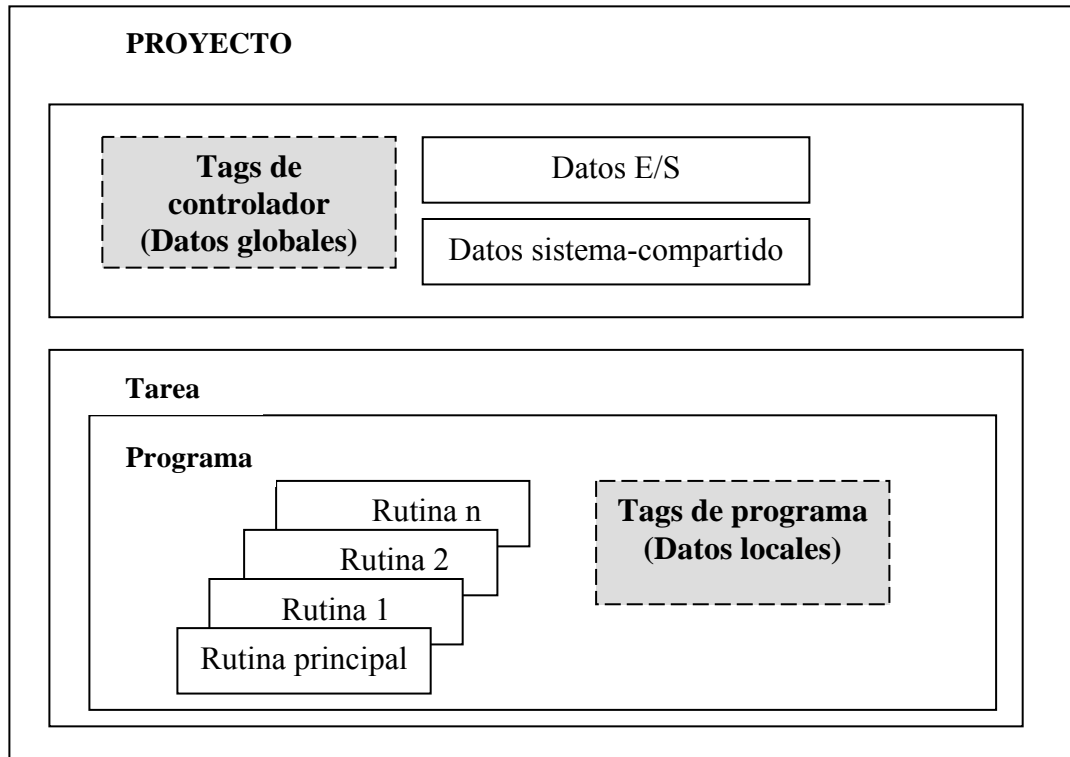 PROYECTO
Tags de
controlador
(Datos globales)
Datos E/S
Datos sistema-compartido
Tarea
Programa
Rutina n
Rutina 2
Rutina 1
Rutina principal
Tags de programa
(Datos locales)